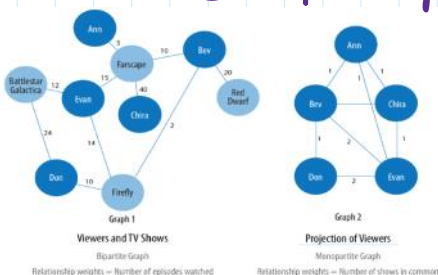 Ann
3
Farscape
10
Bev
Battlestar
Galactica
12
15
20
Evan
40
Chira
Red
Dwarf
24
14
2
Don
10
Firefly
Graph 1
Viewers and TV Shows
Bipartite Graph
Relationship weights = Number of episodes watched
Ann
1
1
1
Bev
Chira
1
2
1
Don
2
Evan
Graph 2
Projection of Viewers
Monopartite Graph
Relationship weights = Number of shows in common